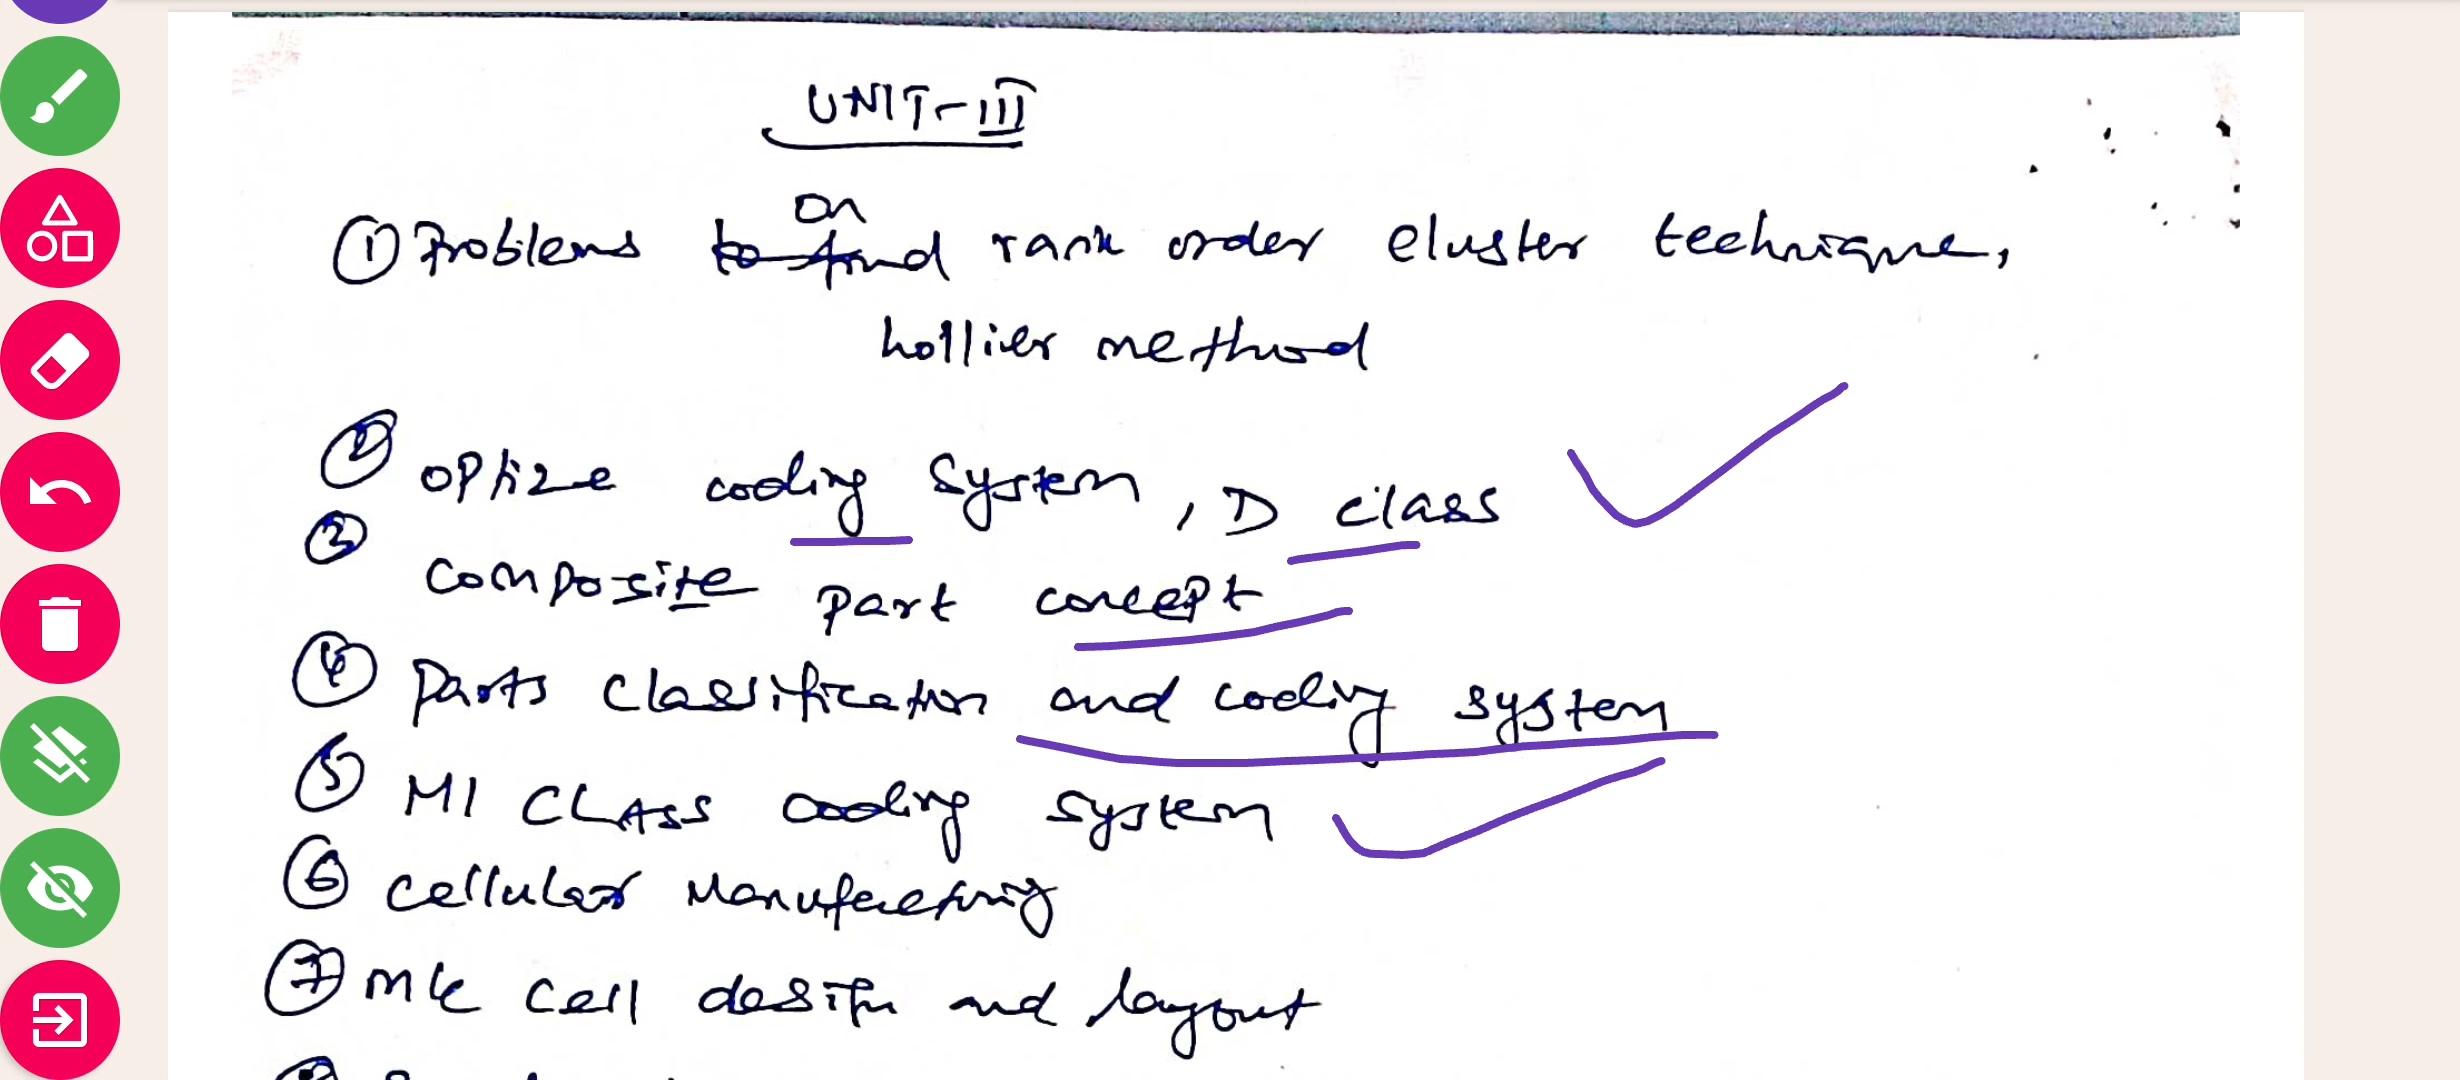 UNIT-III
① Problems on rank order cluster technique,
hollier method
② optize coding system, D class
③ composite part concept
④ Parts classification and coding system
⑤ MI CLASS coding system
⑥ cellular Manufacturing
⑦ M/c cell design and layout